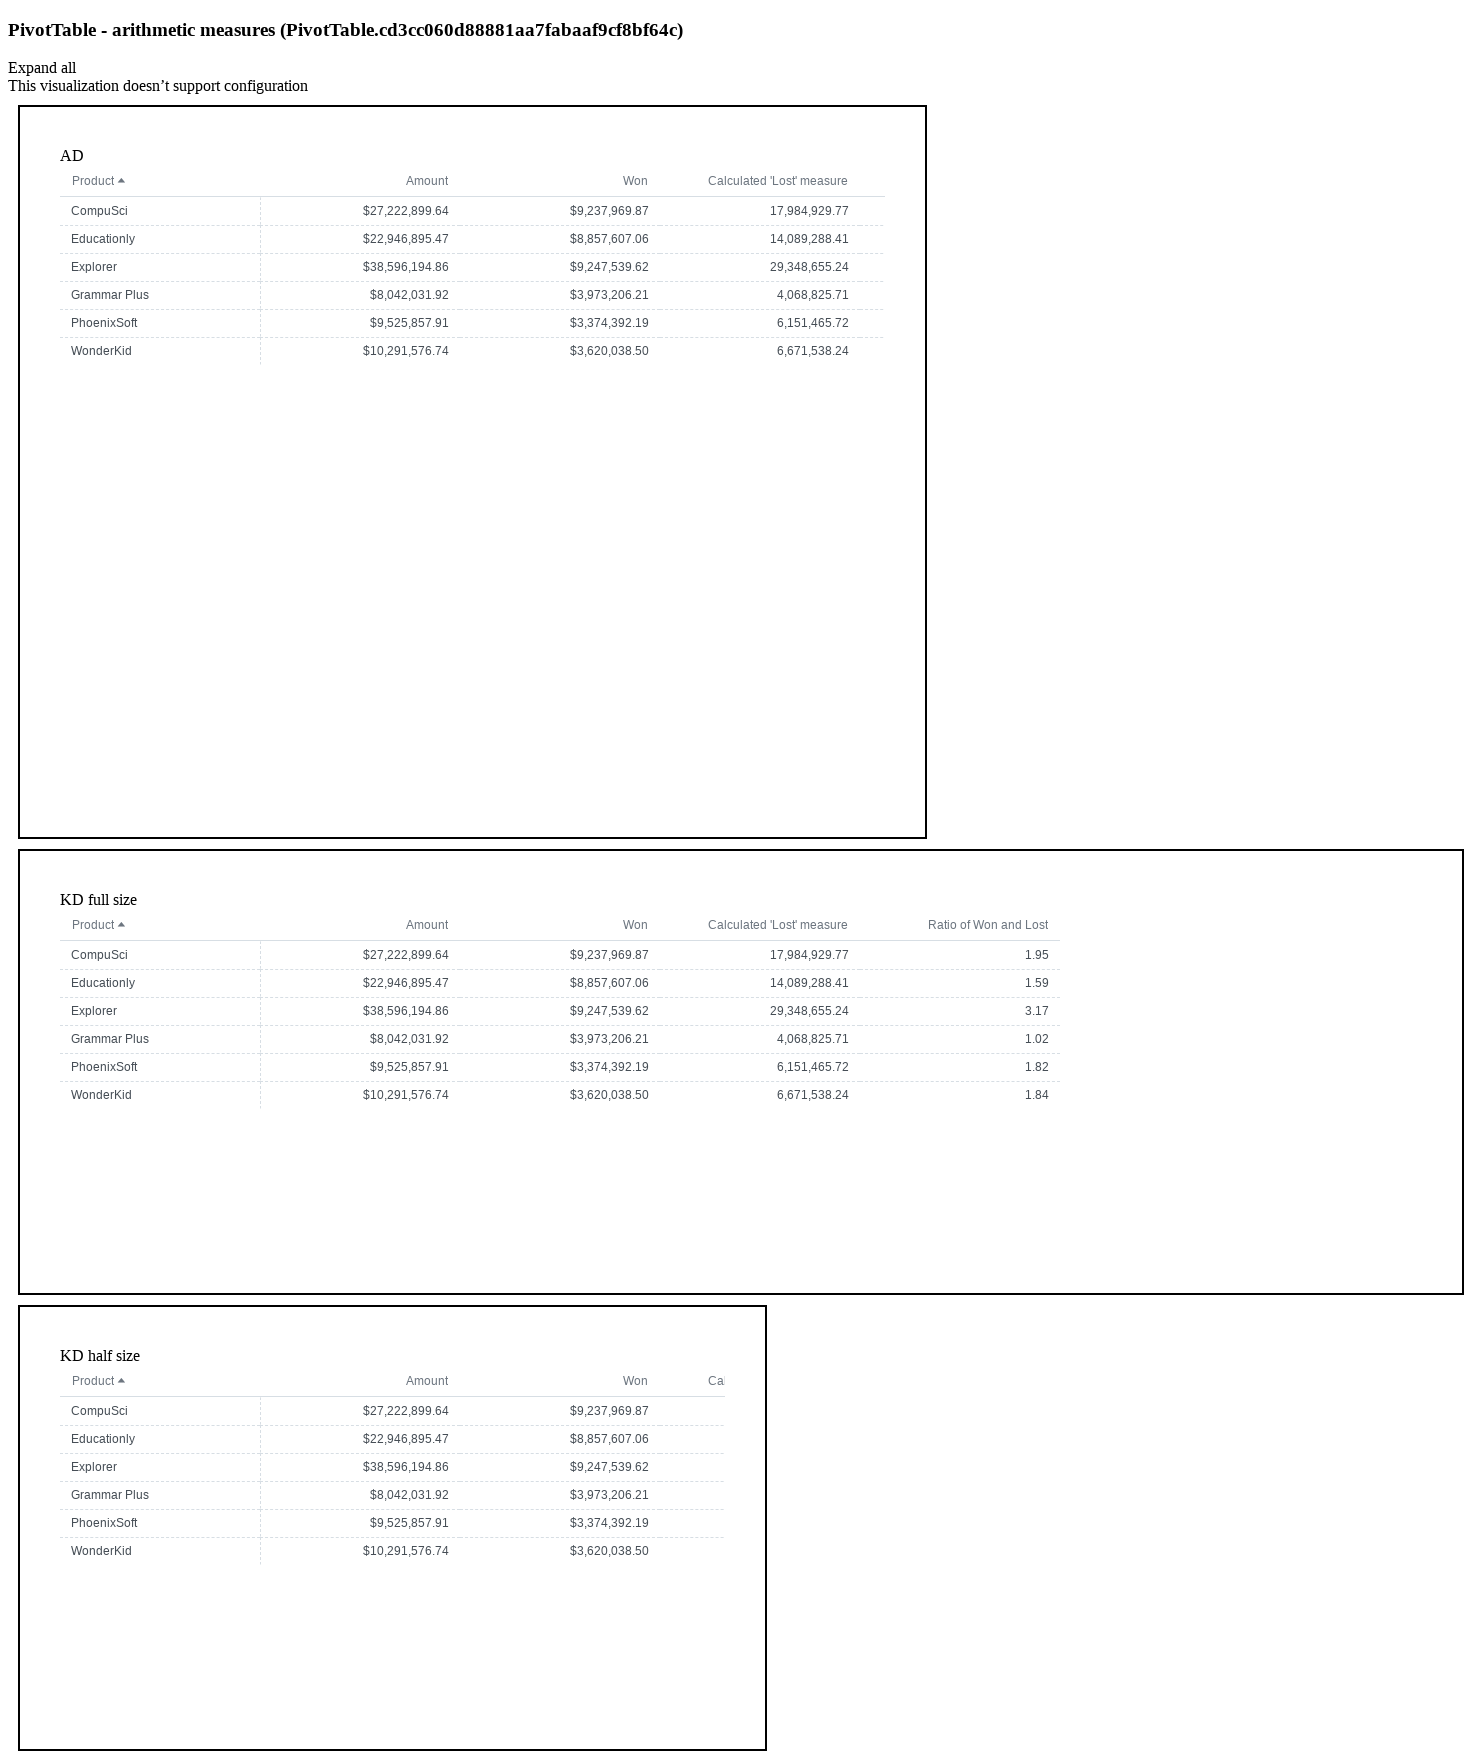 PivotTable - arithmetic measures (PivotTable.cd3cc060d88881aa7fabaaf9cf8bf64c)
Expand all
This visualization doesn’t support configuration
AD
Product Amount Won Calculated 'Lost' measure
CompuSci $27,222,899.64 $9,237,969.87 17,984,929.77
Educationly $22,946,895.47 $8,857,607.06 14,089,288.41
Explorer $38,596,194.86 $9,247,539.62 29,348,655.24
Grammar Plus $8,042,031.92 $3,973,206.21 4,068,825.71
PhoenixSoft $9,525,857.91 $3,374,392.19 6,151,465.72
WonderKid $10,291,576.74 $3,620,038.50 6,671,538.24
KD full size
Product Amount Won Calculated 'Lost' measure Ratio of Won and Lost
CompuSci $27,222,899.64 $9,237,969.87 17,984,929.77 1.95
Educationly $22,946,895.47 $8,857,607.06 14,089,288.41 1.59
Explorer $38,596,194.86 $9,247,539.62 29,348,655.24 3.17
Grammar Plus $8,042,031.92 $3,973,206.21 4,068,825.71 1.02
PhoenixSoft $9,525,857.91 $3,374,392.19 6,151,465.72 1.82
WonderKid $10,291,576.74 $3,620,038.50 6,671,538.24 1.84
KD half size
Product Amount Won Cal
CompuSci $27,222,899.64 $9,237,969.87
Educationly $22,946,895.47 $8,857,607.06
Explorer $38,596,194.86 $9,247,539.62
Grammar Plus $8,042,031.92 $3,973,206.21
PhoenixSoft $9,525,857.91 $3,374,392.19
WonderKid $10,291,576.74 $3,620,038.50